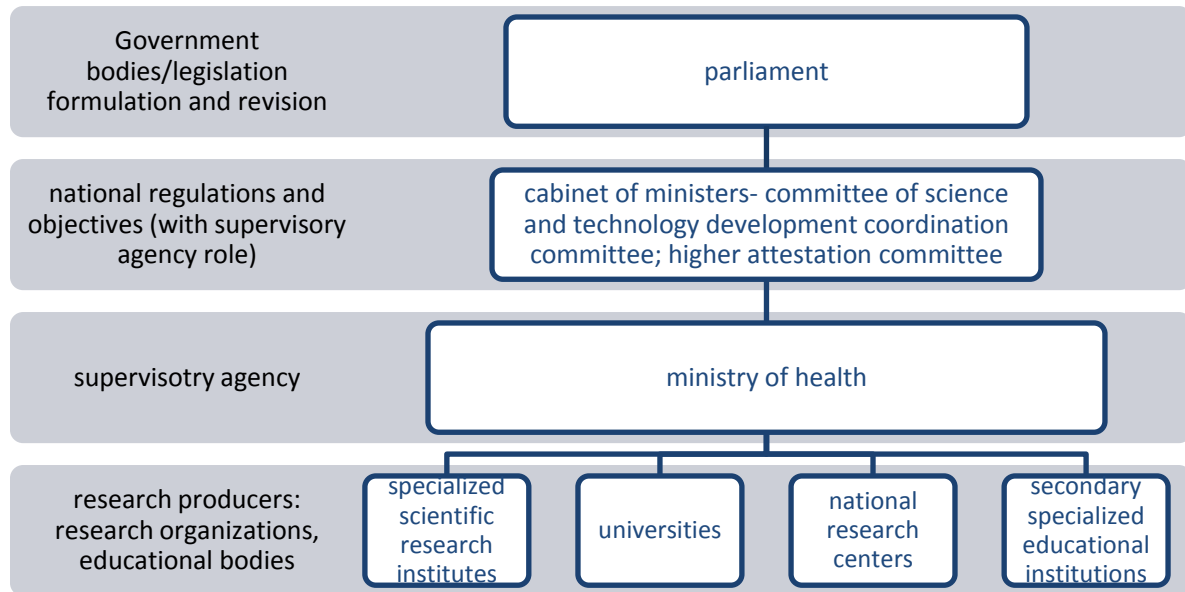 Government
bodies/legislation
formulation and revision
parliament
national regulations and
objectives (with supervisory
agency role)
cabinet of ministers- committee of science
and technology development coordination
committee; higher attestation committee
supervisotry agency
ministry of health
research producers:
research organizations,
educational bodies
specialized
scientific
research
institutes
universities
national
research
centers
secondary
specialized
educational
institutions